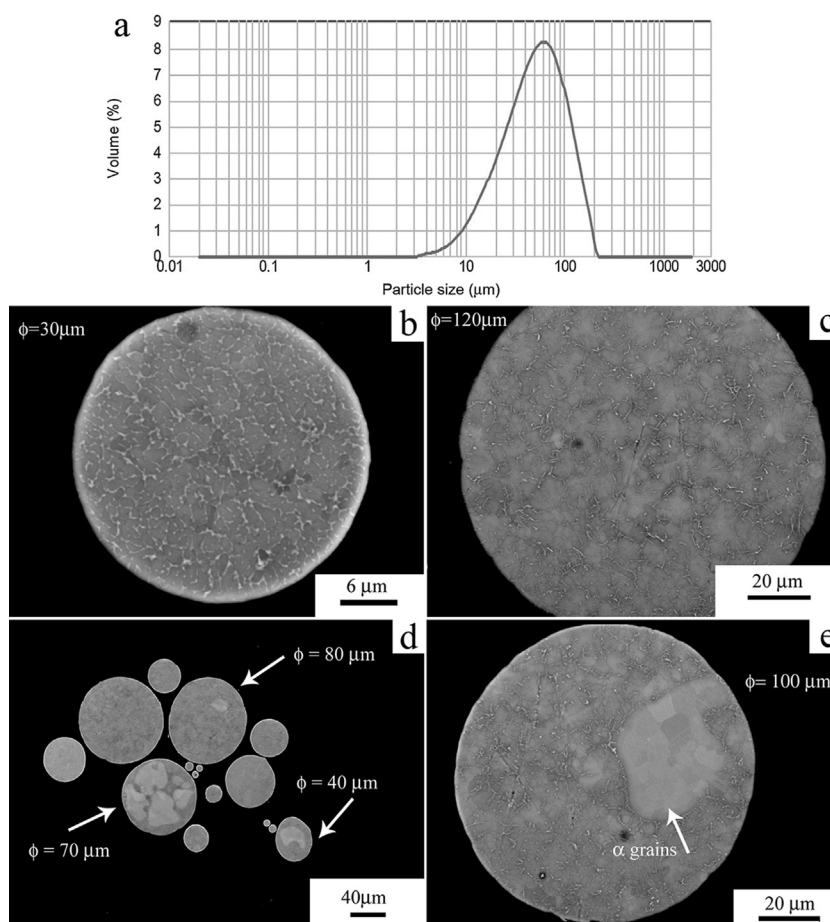 a
9
8
7
6
5
4
3
2
1
0
Volume (%)
0.01 0.1 1 10 100 1000 3000
Particle size (μm)
ϕ=30μm b
6 μm
ϕ=120μm c
20 μm
d
ϕ = 80 μm
ϕ = 40 μm
ϕ = 70 μm
40μm
e
ϕ= 100 μm
α grains
20 μm